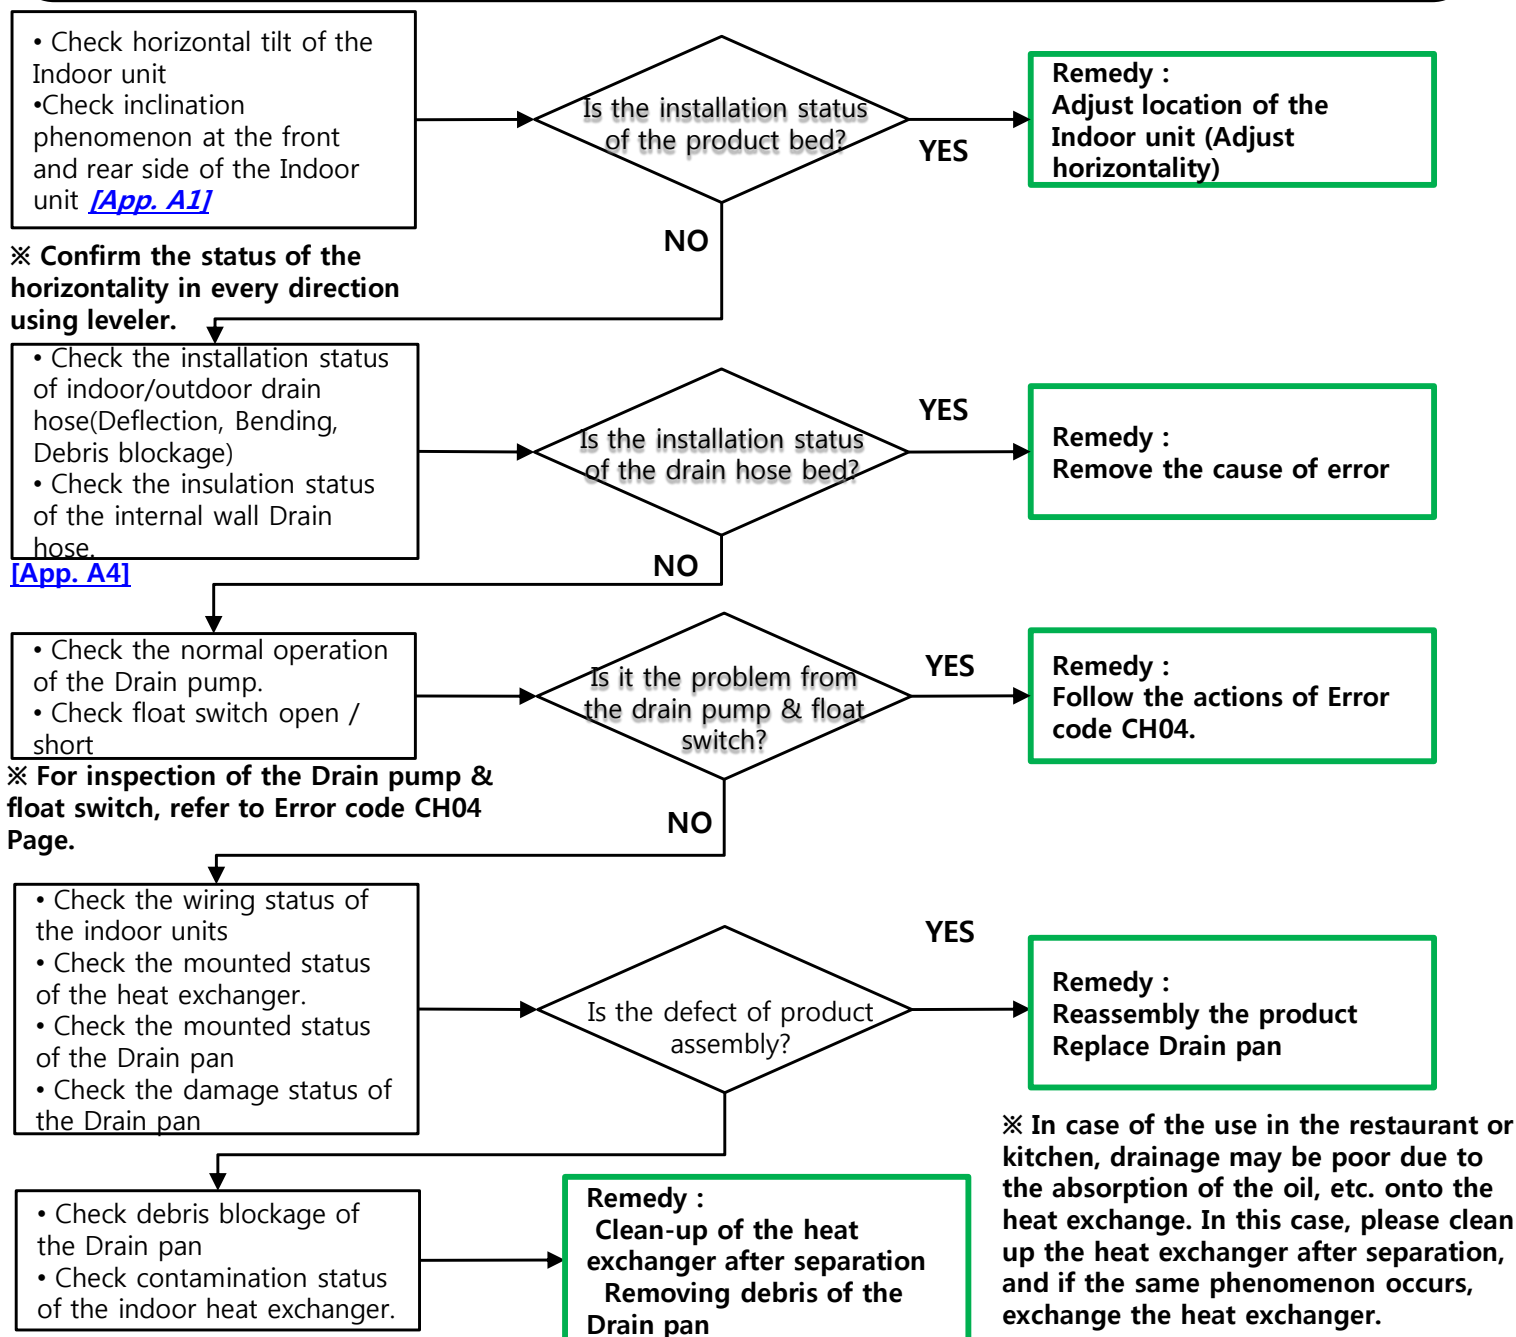 • Check horizontal tilt of the
Indoor unit
•Check inclination
phenomenon at the front
and rear side of the Indoor
unit [App. A1]
Is the installation status
of the product bed?
YES
Remedy :
Adjust location of the
Indoor unit (Adjust
horizontality)
NO
※ Confirm the status of the
horizontality in every direction
using leveler.
• Check the installation status
of indoor/outdoor drain
hose(Deflection, Bending,
Debris blockage)
• Check the insulation status
of the internal wall Drain
hose.
[App. A4]
Is the installation status
of the drain hose bed?
YES
Remedy :
Remove the cause of error
NO
• Check the normal operation
of the Drain pump.
• Check float switch open /
short
Is it the problem from
the drain pump & float
switch?
YES
Remedy :
Follow the actions of Error
code CH04.
※ For inspection of the Drain pump &
float switch, refer to Error code CH04
Page.
NO
• Check the wiring status of
the indoor units
• Check the mounted status
of the heat exchanger.
• Check the mounted status
of the Drain pan
• Check the damage status of
the Drain pan
Is the defect of product
assembly?
YES
Remedy :
Reassembly the product
Replace Drain pan
• Check debris blockage of
the Drain pan
• Check contamination status
of the indoor heat exchanger.
Remedy :
Clean-up of the heat
exchanger after separation
Removing debris of the
Drain pan
※ In case of the use in the restaurant or
kitchen, drainage may be poor due to
the absorption of the oil, etc. onto the
heat exchange. In this case, please clean
up the heat exchanger after separation,
and if the same phenomenon occurs,
exchange the heat exchanger.